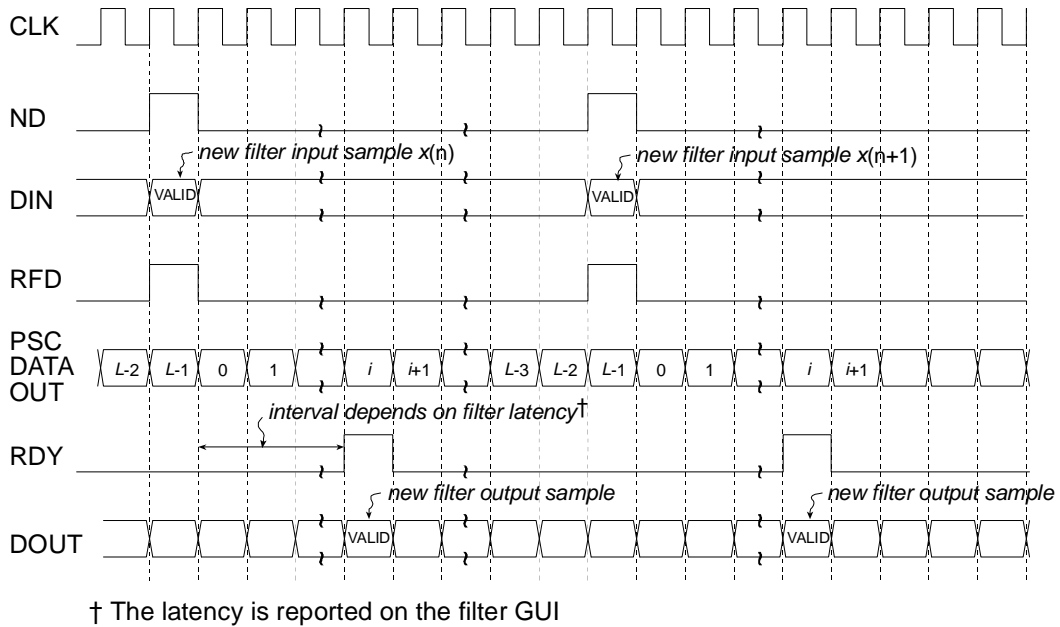 CLK
ND
new filter input sample x(n)
new filter input sample x(n+1)
DIN
VALID
VALID
RFD
PSC
DATA
OUT
L-2 L-1 0 1 i i+1 L-3 L-2 L-1 0 1 i i+1
interval depends on filter latency†
RDY
new filter output sample
new filter output sample
DOUT
VALID
VALID
† The latency is reported on the filter GUI